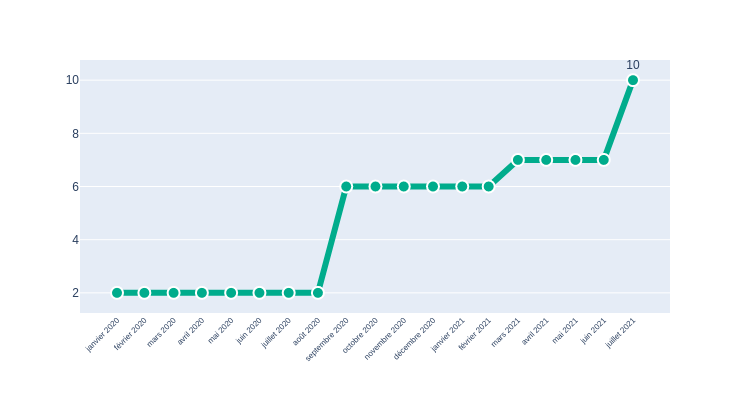 10
10
8
6
4
2
janvier 2020
février 2020
mars 2020
avril 2020
mai 2020
juin 2020
juillet 2020
août 2020
septembre 2020
octobre 2020
novembre 2020
décembre 2020
janvier 2021
février 2021
mars 2021
avril 2021
mai 2021
juin 2021
juillet 2021